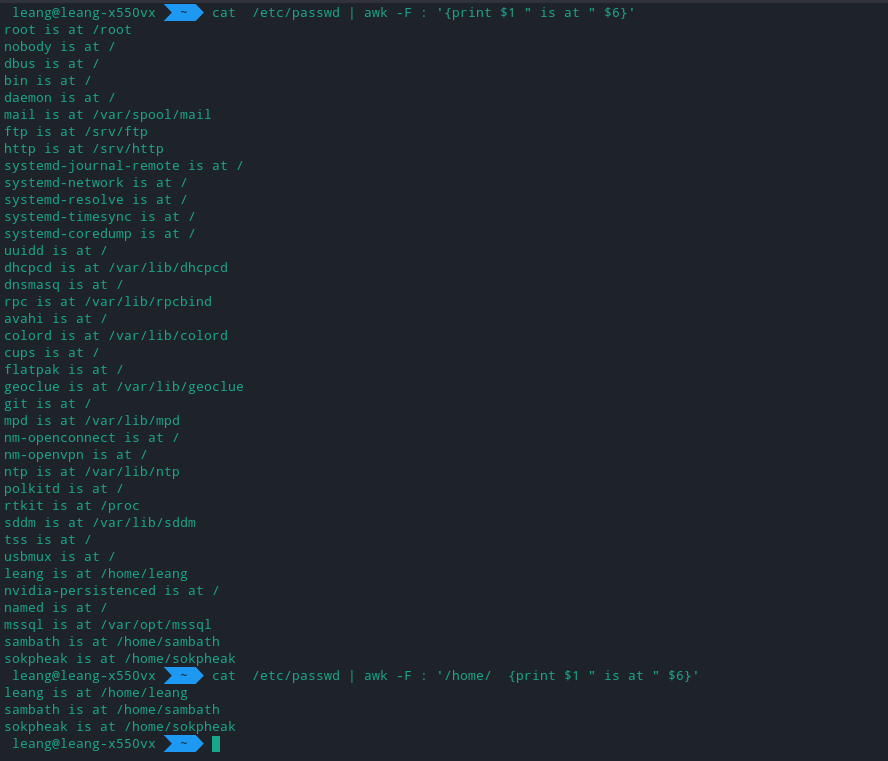 leang@leang-x550vx ~ cat  /etc/passwd | awk -F : '{print $1 " is at " $6}'
root is at /root
nobody is at /
dbus is at /
bin is at /
daemon is at /
mail is at /var/spool/mail
ftp is at /srv/ftp
http is at /srv/http
systemd-journal-remote is at /
systemd-network is at /
systemd-resolve is at /
systemd-timesync is at /
systemd-coredump is at /
uuidd is at /
dhcpcd is at /var/lib/dhcpcd
dnsmasq is at /
rpc is at /var/lib/rpcbind
avahi is at /
colord is at /var/lib/colord
cups is at /
flatpak is at /
geoclue is at /var/lib/geoclue
git is at /
mpd is at /var/lib/mpd
nm-openconnect is at /
nm-openvpn is at /
ntp is at /var/lib/ntp
polkitd is at /
rtkit is at /proc
sddm is at /var/lib/sddm
tss is at /
usbmux is at /
leang is at /home/leang
nvidia-persistenced is at /
named is at /
mssql is at /var/opt/mssql
sambath is at /home/sambath
sokpheak is at /home/sokpheak
leang@leang-x550vx ~ cat  /etc/passwd | awk -F : '/home/  {print $1 " is at " $6}'
leang is at /home/leang
sambath is at /home/sambath
sokpheak is at /home/sokpheak
leang@leang-x550vx ~